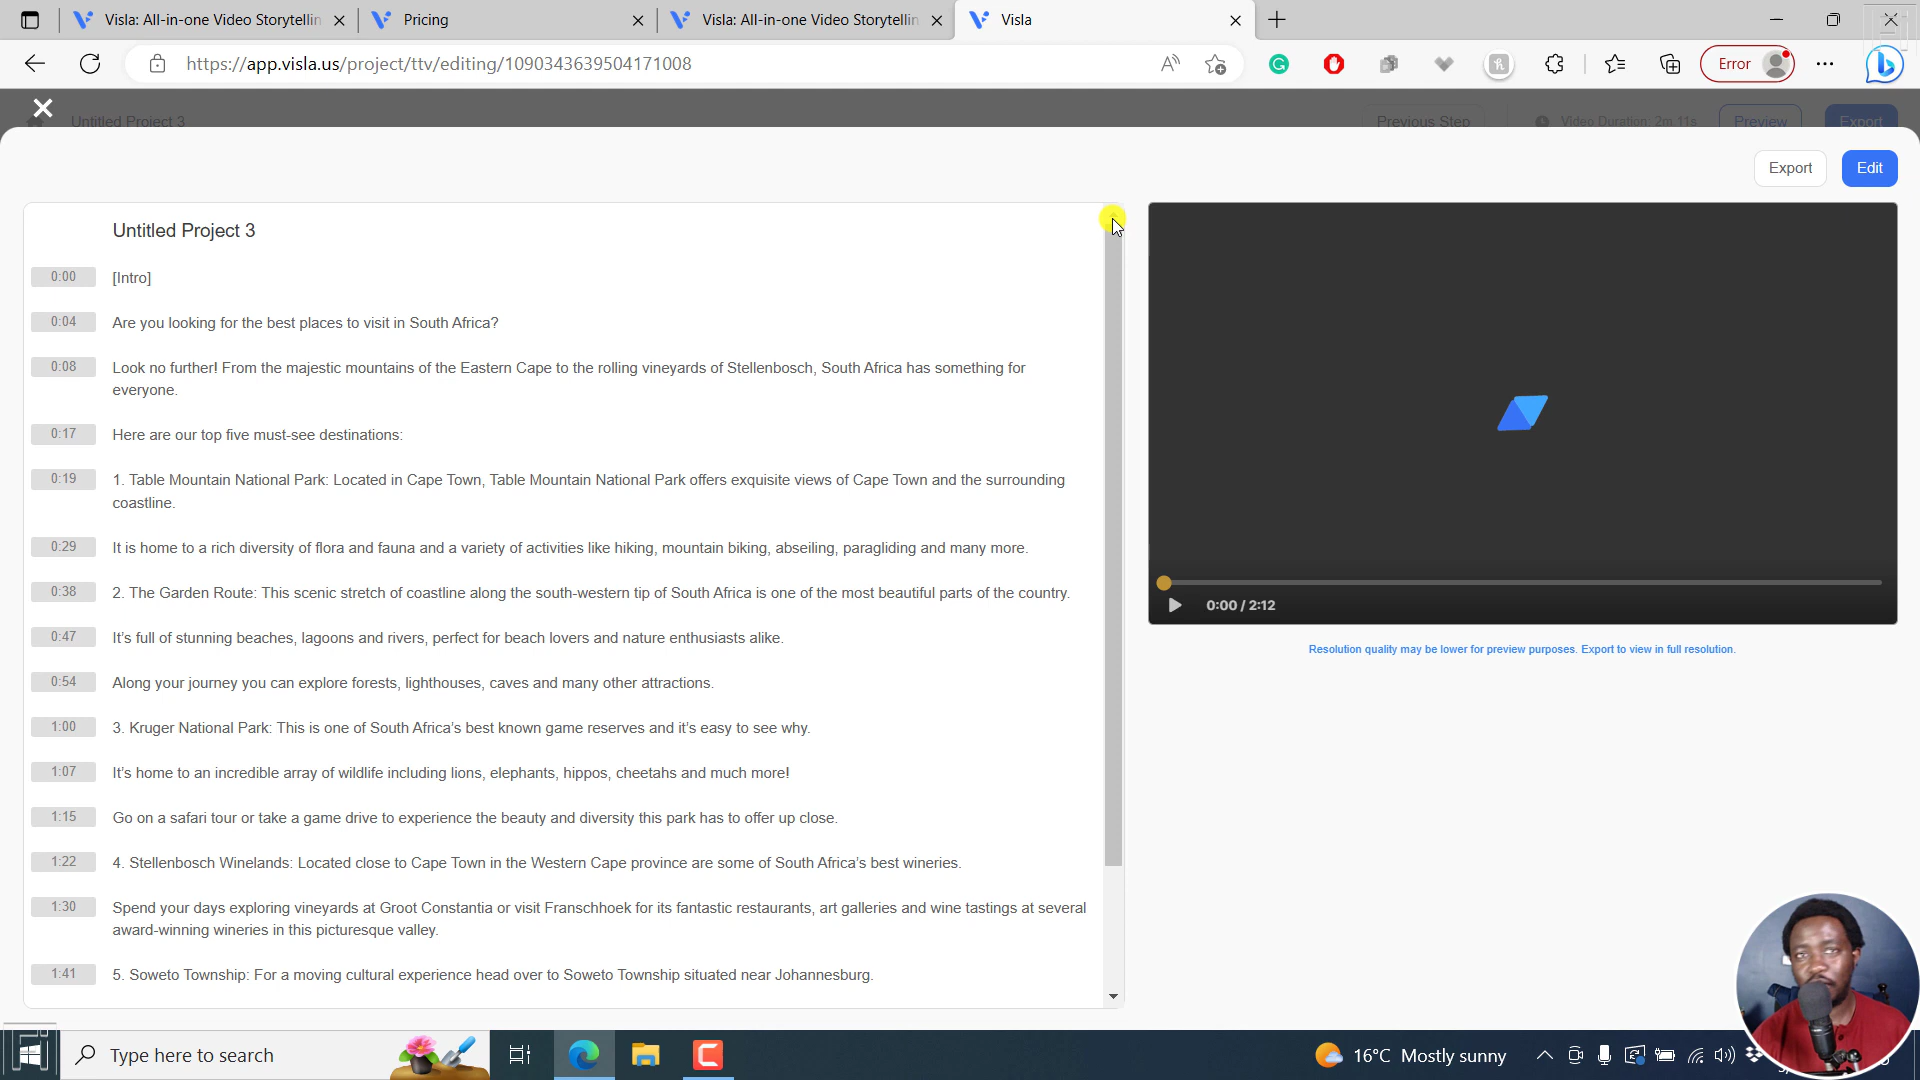 Visla: All-in-one Video Storytellin
Pricing
Visla: All-in-one Video Storytellin
Visla
https://app.visla.us/project/ttv/editing/1090343639504171008
Error
Untitled Project 3
Previous Step
Video Duration: 2m 11s
Preview
Export
Export
Edit
Untitled Project 3
0:00 [Intro]
0:04 Are you looking for the best places to visit in South Africa?
0:08 Look no further! From the majestic mountains of the Eastern Cape to the rolling vineyards of Stellenbosch, South Africa has something for
everyone.
0:17 Here are our top five must-see destinations:
0:19 1. Table Mountain National Park: Located in Cape Town, Table Mountain National Park offers exquisite views of Cape Town and the surrounding
coastline.
0:29 It is home to a rich diversity of flora and fauna and a variety of activities like hiking, mountain biking, abseiling, paragliding and many more.
0:38 2. The Garden Route: This scenic stretch of coastline along the south-western tip of South Africa is one of the most beautiful parts of the country.
0:47 It's full of stunning beaches, lagoons and rivers, perfect for beach lovers and nature enthusiasts alike.
0:54 Along your journey you can explore forests, lighthouses, caves and many other attractions.
1:00 3. Kruger National Park: This is one of South Africa's best known game reserves and it's easy to see why.
1:07 It's home to an incredible array of wildlife including lions, elephants, hippos, cheetahs and much more!
1:15 Go on a safari tour or take a game drive to experience the beauty and diversity this park has to offer up close.
1:22 4. Stellenbosch Winelands: Located close to Cape Town in the Western Cape province are some of South Africa's best wineries.
1:30 Spend your days exploring vineyards at Groot Constantia or visit Franschhoek for its fantastic restaurants, art galleries and wine tastings at several
award-winning wineries in this picturesque valley.
1:41 5. Soweto Township: For a moving cultural experience head over to Soweto Township situated near Johannesburg.
0:00 / 2:12
Resolution quality may be lower for preview purposes. Export to view in full resolution.
Type here to search
16°C Mostly sunny